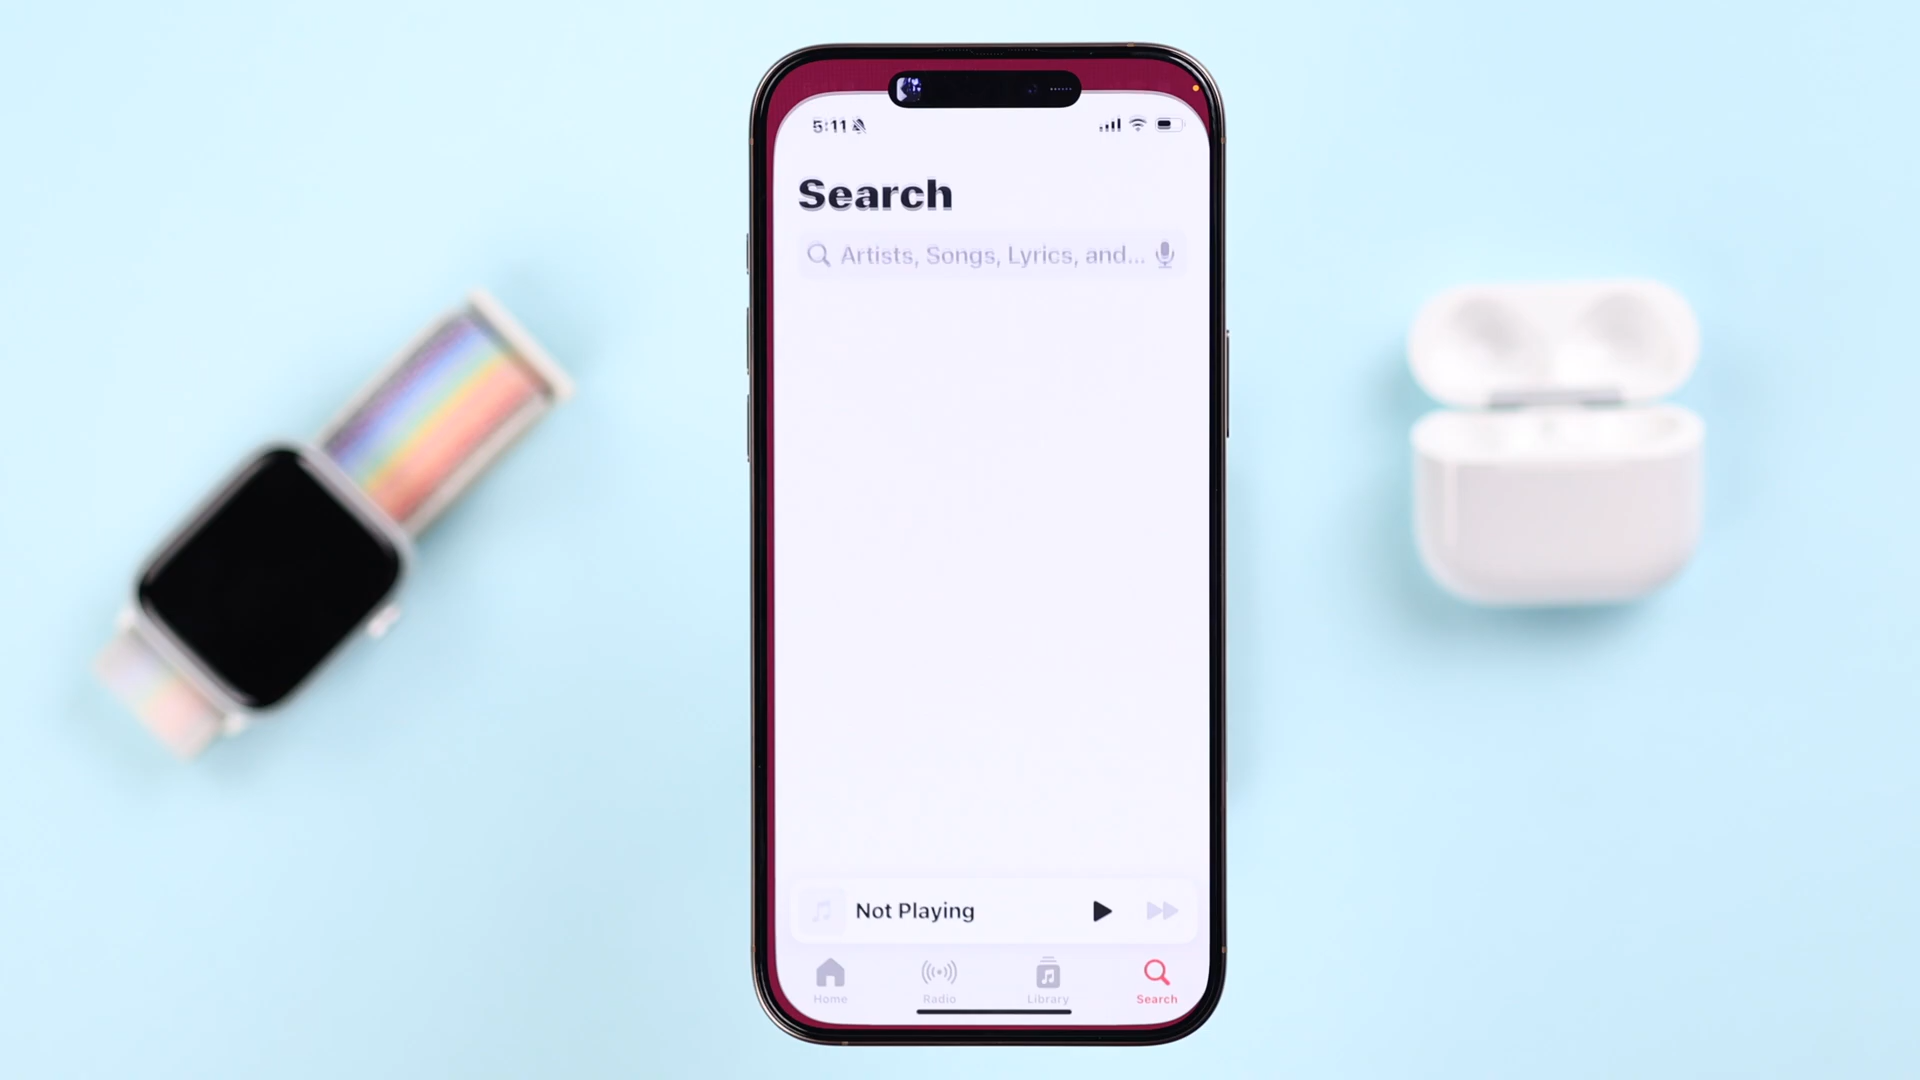 5:11
Search
Artists, Songs, Lyrics, and...
Not Playing
Home
Radio
Library
Search